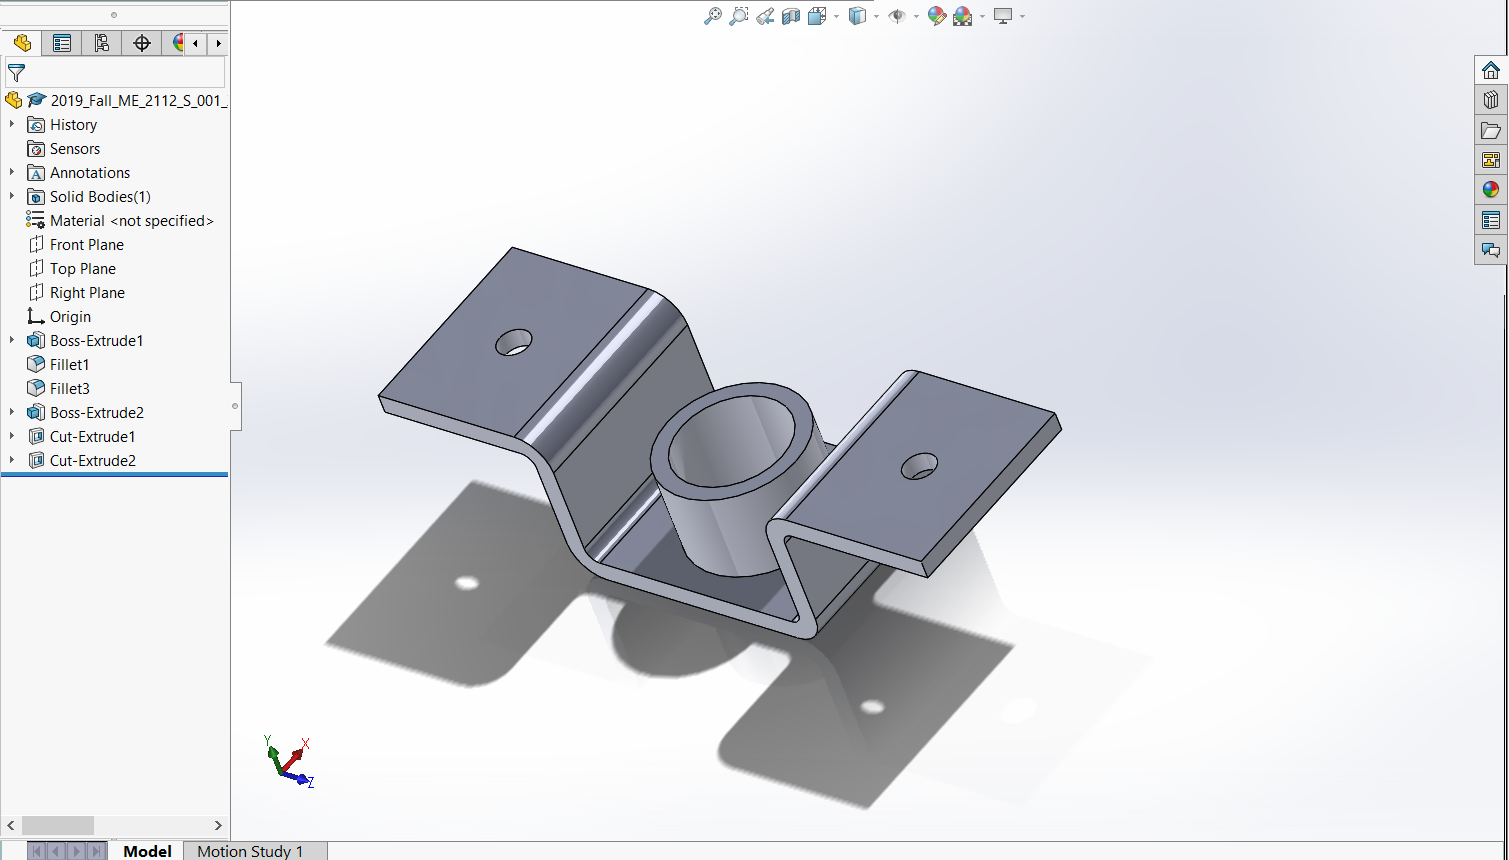 2019_Fall_ME_2112_S_001_
History
Sensors
A Annotations
Solid Bodies(1)
Material <not specified>
Front Plane
Top Plane
Right Plane
Origin
Boss-Extrude1
Fillet1
Fillet3
Boss-Extrude2
Cut-Extrude1
Cut-Extrude2
Y
X
Z
Model
Motion Study 1